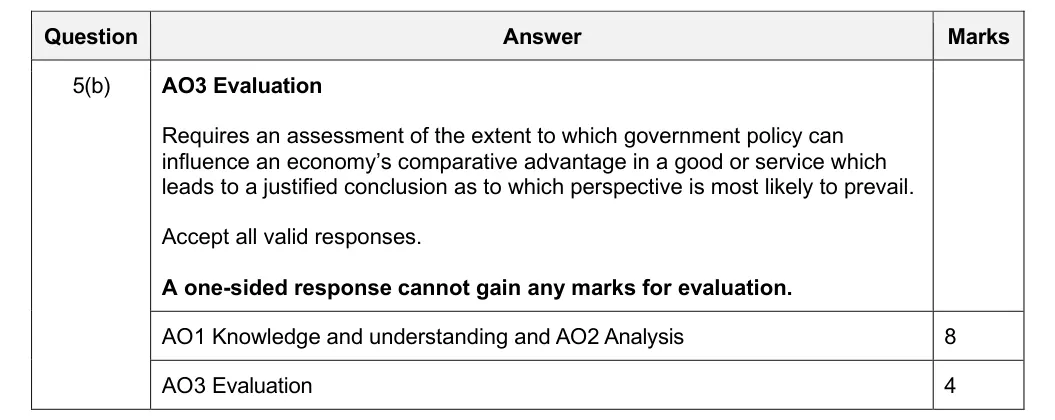 Question Answer Marks
5(b) AO3 Evaluation
Requires an assessment of the extent to which government policy can
influence an economy’s comparative advantage in a good or service which
leads to a justified conclusion as to which perspective is most likely to prevail.
Accept all valid responses.
A one-sided response cannot gain any marks for evaluation.
AO1 Knowledge and understanding and AO2 Analysis 8
AO3 Evaluation 4